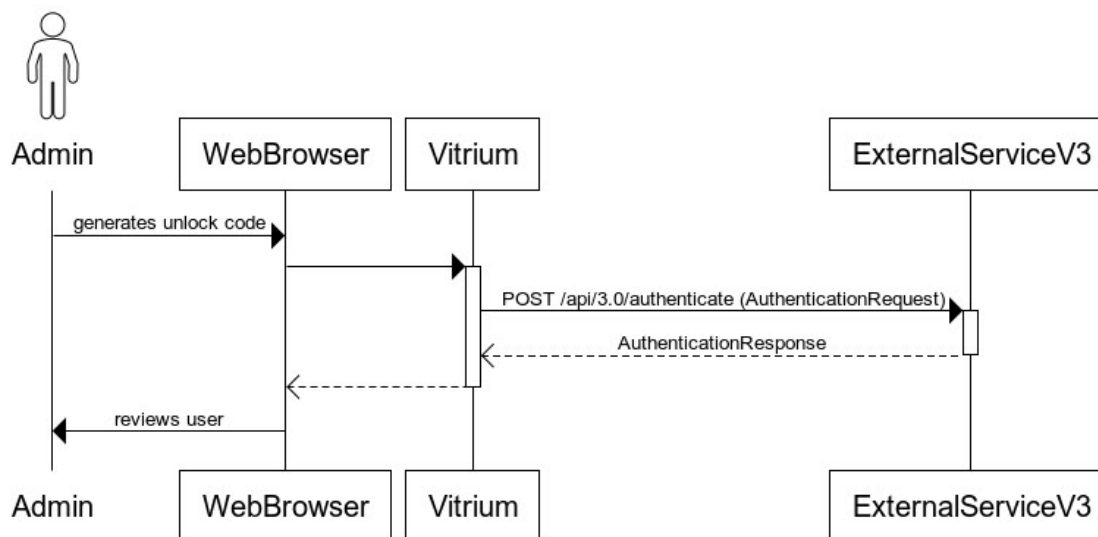 Admin
WebBrowser
Vitrium
ExternalServiceV3
generates unlock code
POST /api/3.0/authenticate (AuthenticationRequest)
AuthenticationResponse
reviews user
Admin
WebBrowser
Vitrium
ExternalServiceV3